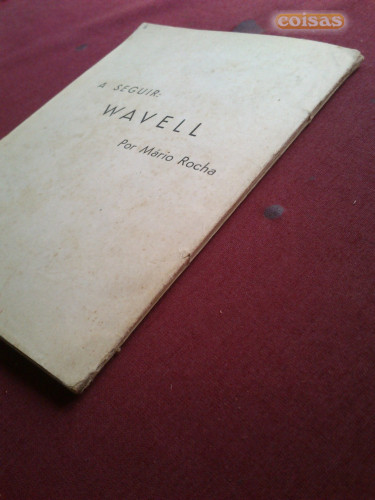 coisas
A SEGUIR:
WAVELL
Por Mário Rocha